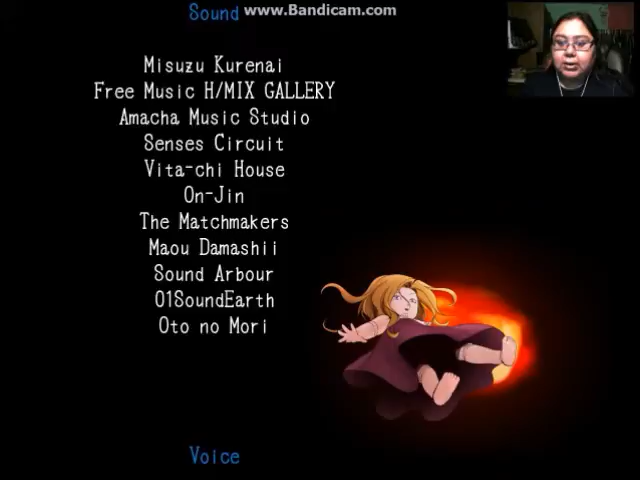 Sound
www.Bandicam.com
Misuzu Kurenai
Free Music H/MIX GALLERY
Amacha Music Studio
Senses Circuit
Vita-chi House
On-Jin
The Matchmakers
Maou Damashii
Sound Arbour
01SoundEarth
Oto no Mori
Voice